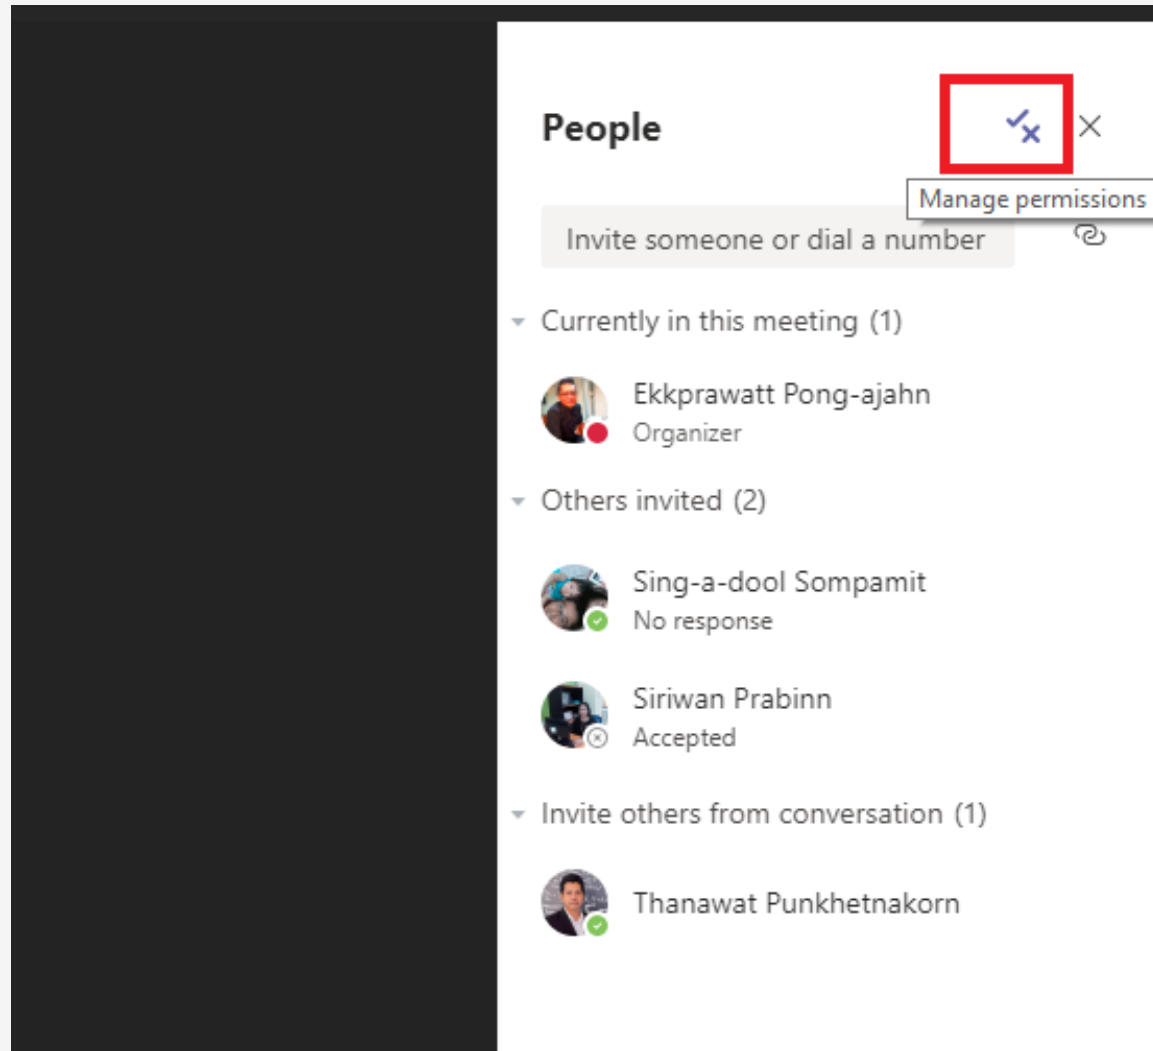 People
Manage permissions
Invite someone or dial a number
Currently in this meeting (1)
Ekkprawatt Pong-ajahn
Organizer
Others invited (2)
Sing-a-dool Sompamit
No response
Siriwan Prabinn
Accepted
Invite others from conversation (1)
Thanawat Punkhetnakorn